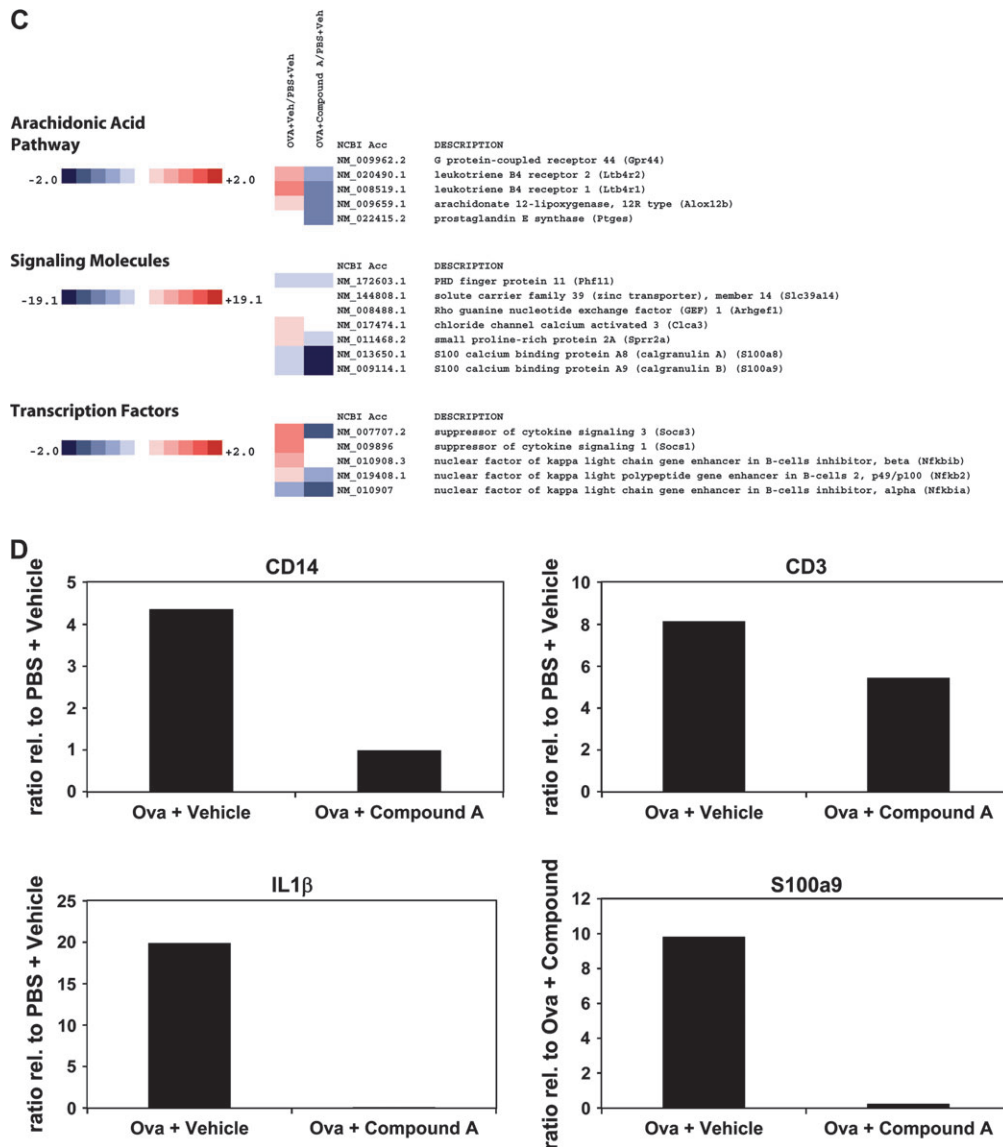 C
OVA+Veh/PBS+Veh
OVA+Compound A/PBS+Veh
Arachidonic Acid
Pathway
-2.0 +2.0
NCBI Acc DESCRIPTION
NM_009962.2 G protein-coupled receptor 44 (Gpr44)
NM_020490.1 leukotriene B4 receptor 2 (Ltb4r2)
NM_008519.1 leukotriene B4 receptor 1 (Ltb4r1)
NM_009659.1 arachidonate 12-lipoxygenase, 12R type (Alox12b)
NM_022415.2 prostaglandin E synthase (Ptges)
Signaling Molecules
-19.1 +19.1
NCBI Acc DESCRIPTION
NM_172603.1 PHD finger protein 11 (Phf11)
NM_144808.1 solute carrier family 39 (zinc transporter), member 14 (Slc39a14)
NM_008488.1 Rho guanine nucleotide exchange factor (GEF) 1 (Arhgef1)
NM_017474.1 chloride channel calcium activated 3 (Clca3)
NM_011468.2 small proline-rich protein 2A (Sprr2a)
NM_013650.1 S100 calcium binding protein A8 (calgranulin A) (S100a8)
NM_009114.1 S100 calcium binding protein A9 (calgranulin B) (S100a9)
Transcription Factors
-2.0 +2.0
NCBI Acc DESCRIPTION
NM_007707.2 suppressor of cytokine signaling 3 (Socs3)
NM_009896 suppressor of cytokine signaling 1 (Socs1)
NM_010908.3 nuclear factor of kappa light chain gene enhancer in B-cells inhibitor, beta (Nfkbib)
NM_019408.1 nuclear factor of kappa light polypeptide gene enhancer in B-cells 2, p49/p100 (Nfkb2)
NM_010907 nuclear factor of kappa light chain gene enhancer in B-cells inhibitor, alpha (Nfkbia)
D
CD14
ratio rel. to PBS + Vehicle
5
4
3
2
1
0
Ova + Vehicle Ova + Compound A
CD3
ratio rel. to PBS + Vehicle
10
8
6
4
2
0
Ova + Vehicle Ova + Compound A
IL1β
ratio rel. to PBS + Vehicle
25
20
15
10
5
0
Ova + Vehicle Ova + Compound A
S100a9
ratio rel. to Ova + Compound
12
10
8
6
4
2
0
Ova + Vehicle Ova + Compound A